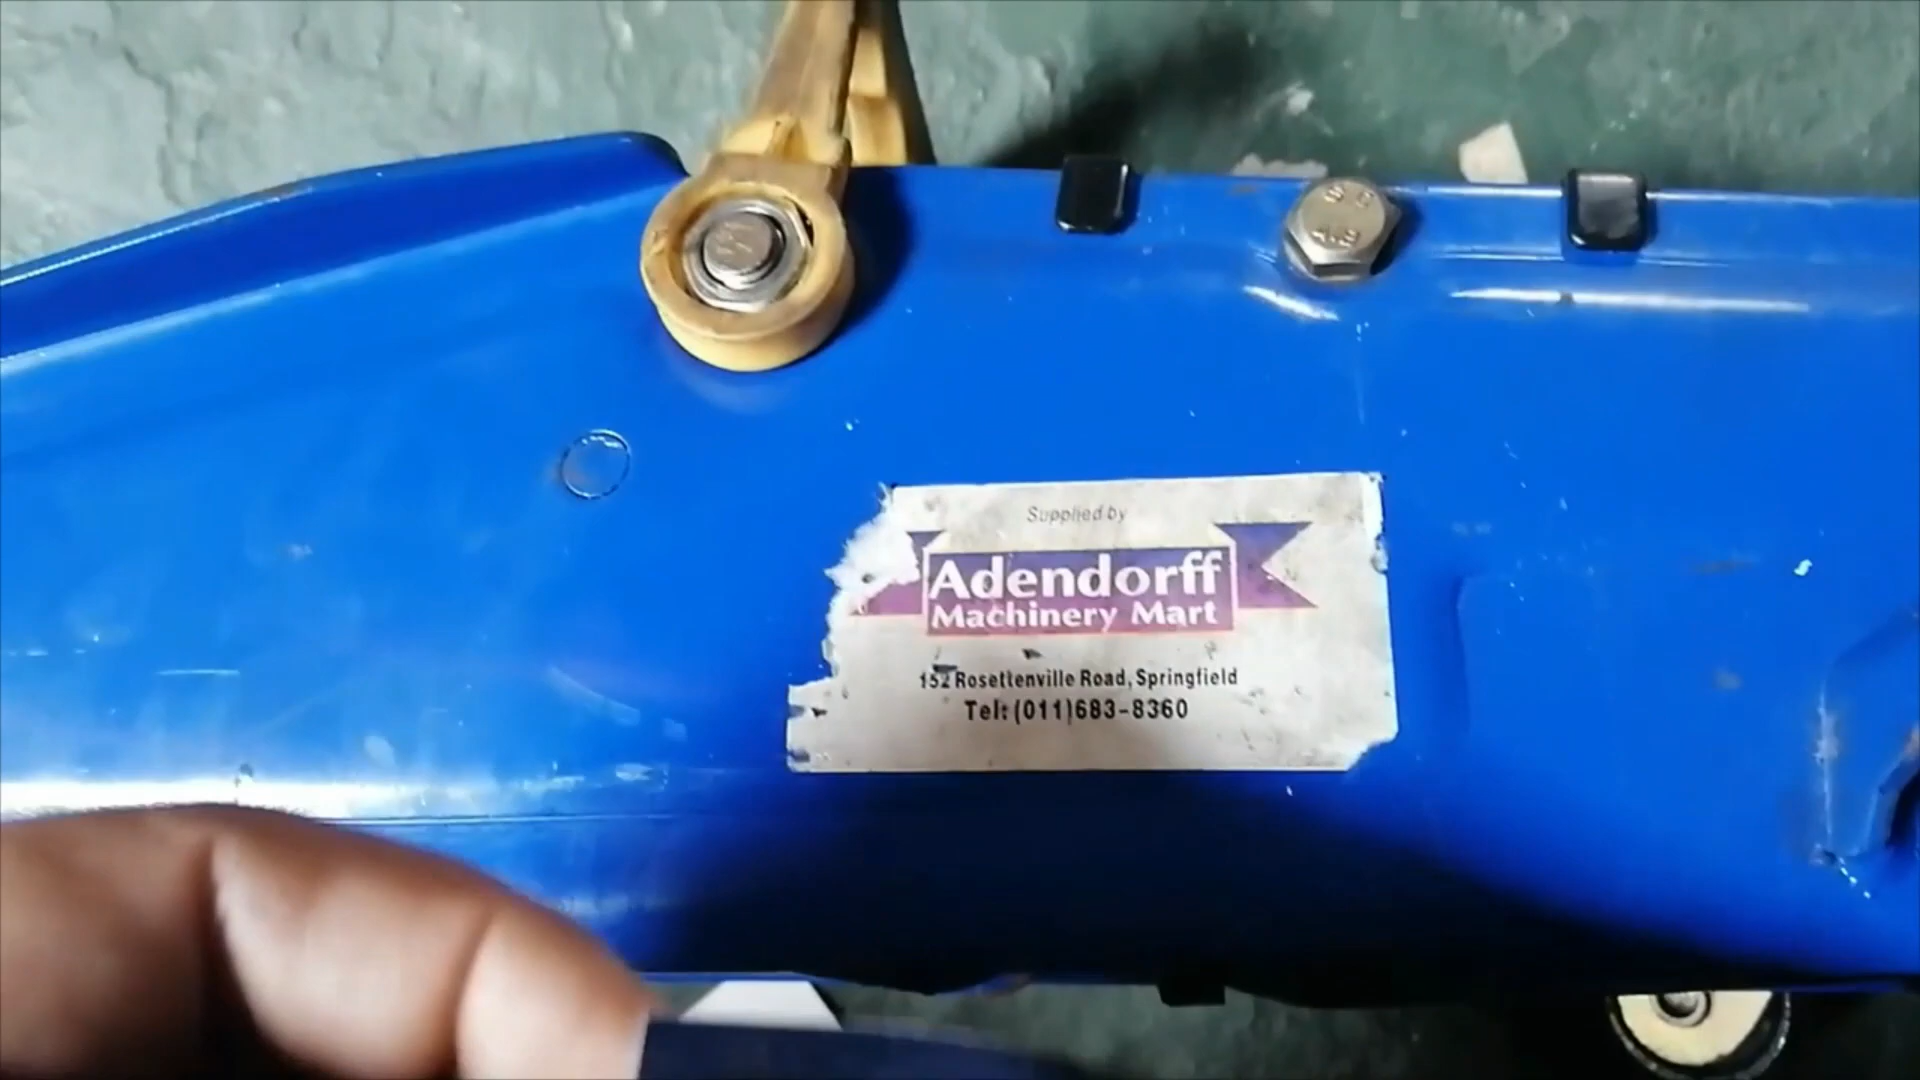 Supplied by
Adendorff
Machinery Mart
152 Rosettenville Road, Springfield
Tel: (011)683-8360